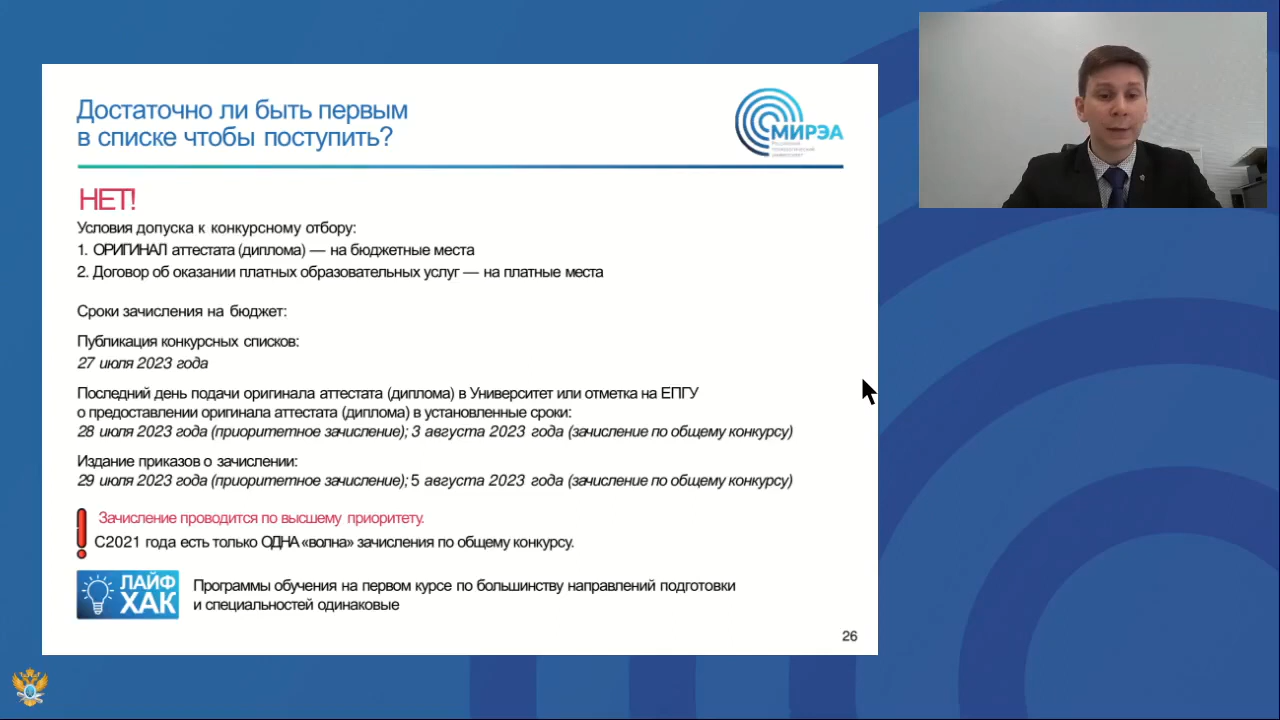 Достаточно ли быть первым
в списке чтобы поступить?
МИРЭА
НЕТ!
Условия допуска к конкурсному отбору:
1. ОРИГИНАЛ аттестата (диплома) — на бюджетные места
2. Договор об оказании платных образовательных услуг — на платные места
Сроки зачисления на бюджет:
Публикация конкурсных списков:
27 июля 2023 года
Последний день подачи оригинала аттестата (диплома) в Университет или отметка на ЕПГУ
о предоставлении оригинала аттестата (диплома) в установленные сроки:
28 июля 2023 года (приоритетное зачисление); 3 августа 2023 года (зачисление по общему конкурсу)
Издание приказов о зачислении:
29 июля 2023 года (приоритетное зачисление); 5 августа 2023 года (зачисление по общему конкурсу)
Зачисление проводится по высшему приоритету.
С2021 года есть только ОДНА «волна» зачисления по общему конкурсу.
ЛАЙФ
ХАК
Программы обучения на первом курсе по большинству направлений подготовки
и специальностей одинаковые
26